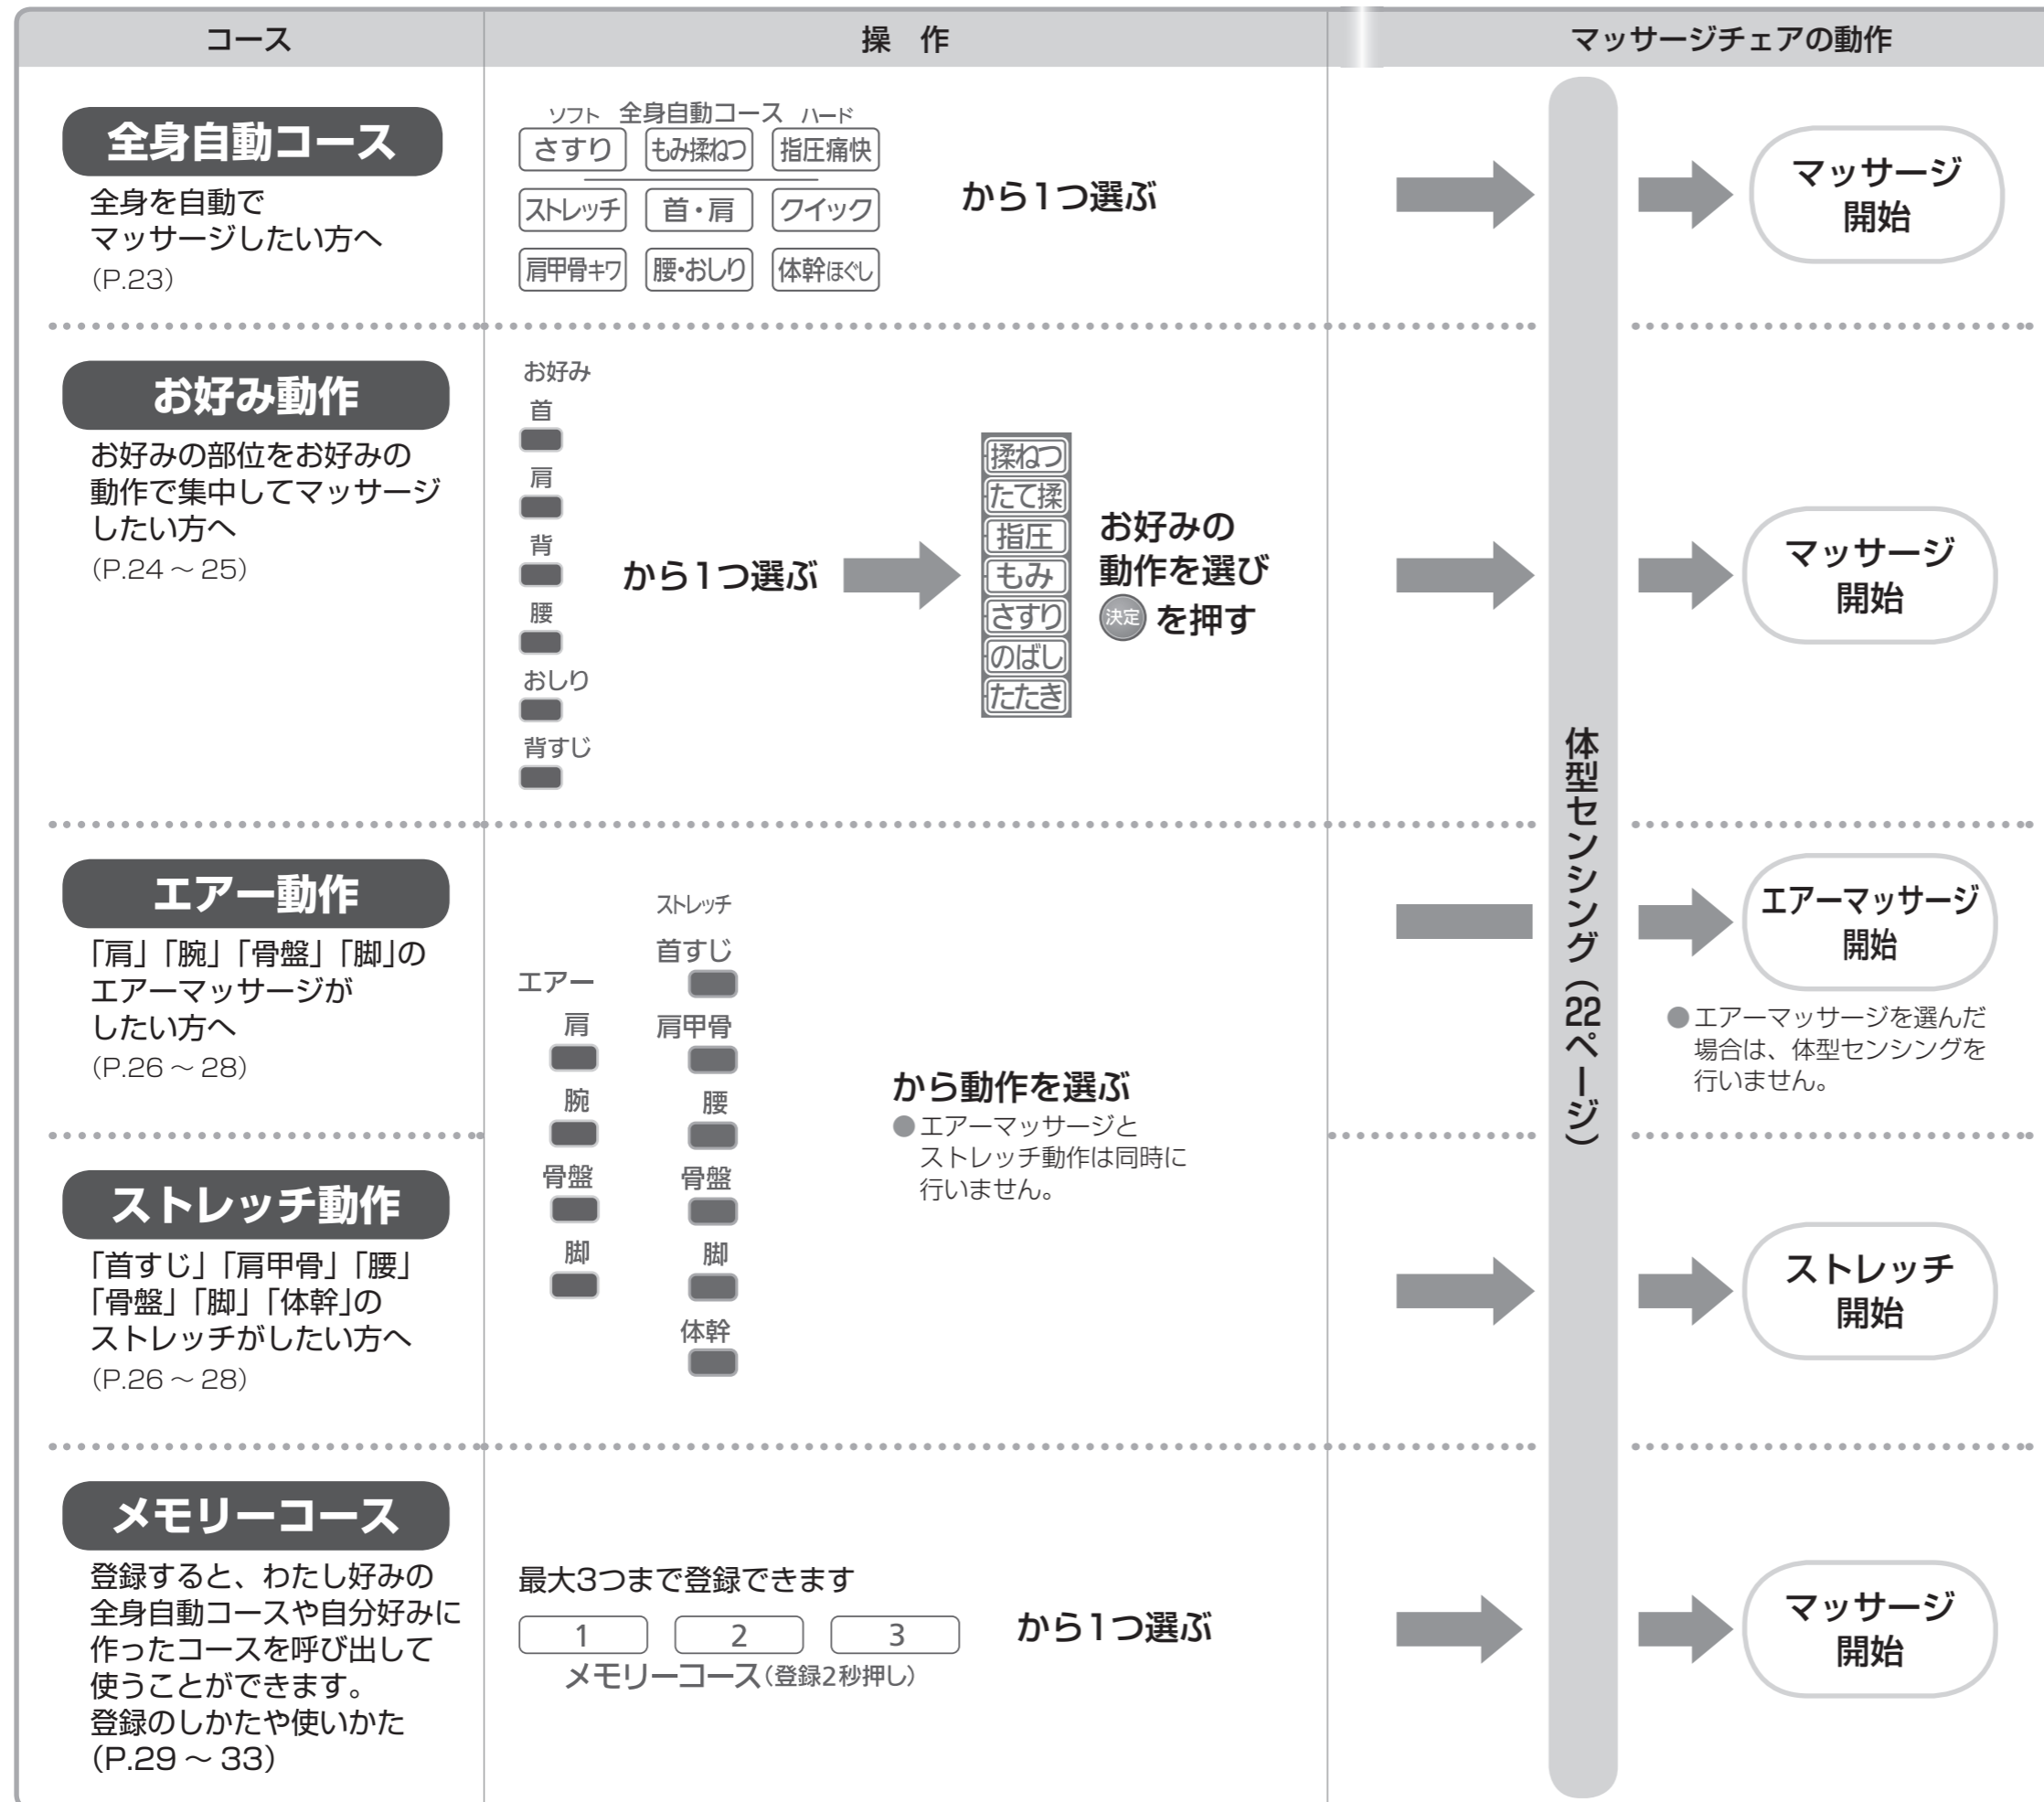 コース
操 作
マッサージチェアの動作
全身自動コース
全身を自動で
マッサージしたい方へ
（P.23）
ソフト 全身自動コース ハード
さすり もみ揉ねつ 指圧痛快
ストレッチ 首・肩 クイック
肩甲骨キワ 腰・おしり 体幹ほぐし
から1つ選ぶ
マッサージ
開始
お好み動作
お好みの部位をお好みの
動作で集中してマッサージ
したい方へ
（P.24～25）
お好み
首
肩
背
腰
おしり
背すじ
から1つ選ぶ
揉ねつ
たて揉
指圧
もみ
さすり
のばし
たたき
お好みの
動作を選び
決定 を押す
マッサージ
開始
体型センシング（22ページ）
エアー動作
「肩」「腕」「骨盤」「脚」の
エアーマッサージが
したい方へ
（P.26～28）
エアー
肩
腕
骨盤
脚
ストレッチ
首すじ
肩甲骨
腰
骨盤
脚
体幹
から動作を選ぶ
●エアーマッサージと
ストレッチ動作は同時に
行いません。
エアーマッサージ
開始
●エアーマッサージを選んだ
場合は、体型センシングを
行いません。
ストレッチ動作
「首すじ」「肩甲骨」「腰」
「骨盤」「脚」「体幹」の
ストレッチがしたい方へ
（P.26～28）
ストレッチ
開始
メモリーコース
登録すると、わたし好みの
全身自動コースや自分好みに
作ったコースを呼び出して
使うことができます。
登録のしかたや使いかた
（P.29～33）
最大3つまで登録できます
1 2 3
メモリーコース（登録2秒押し）
から1つ選ぶ
マッサージ
開始